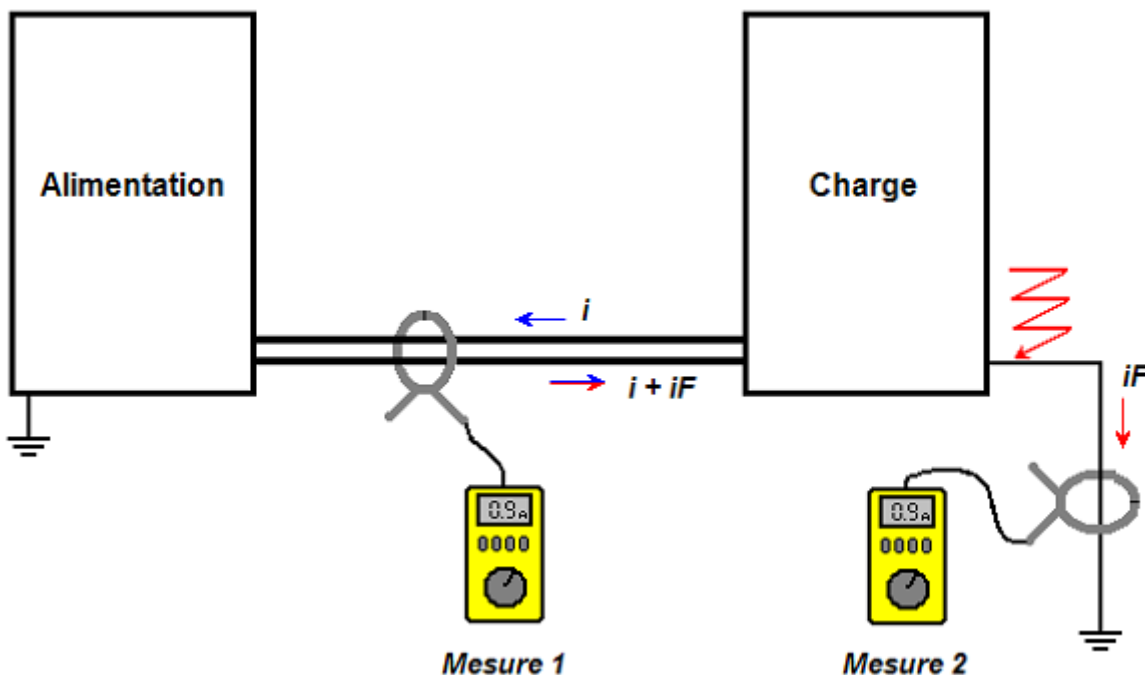 Alimentation
Charge
i
i + iF
iF
0.9A
0.9A
Mesure 1
Mesure 2